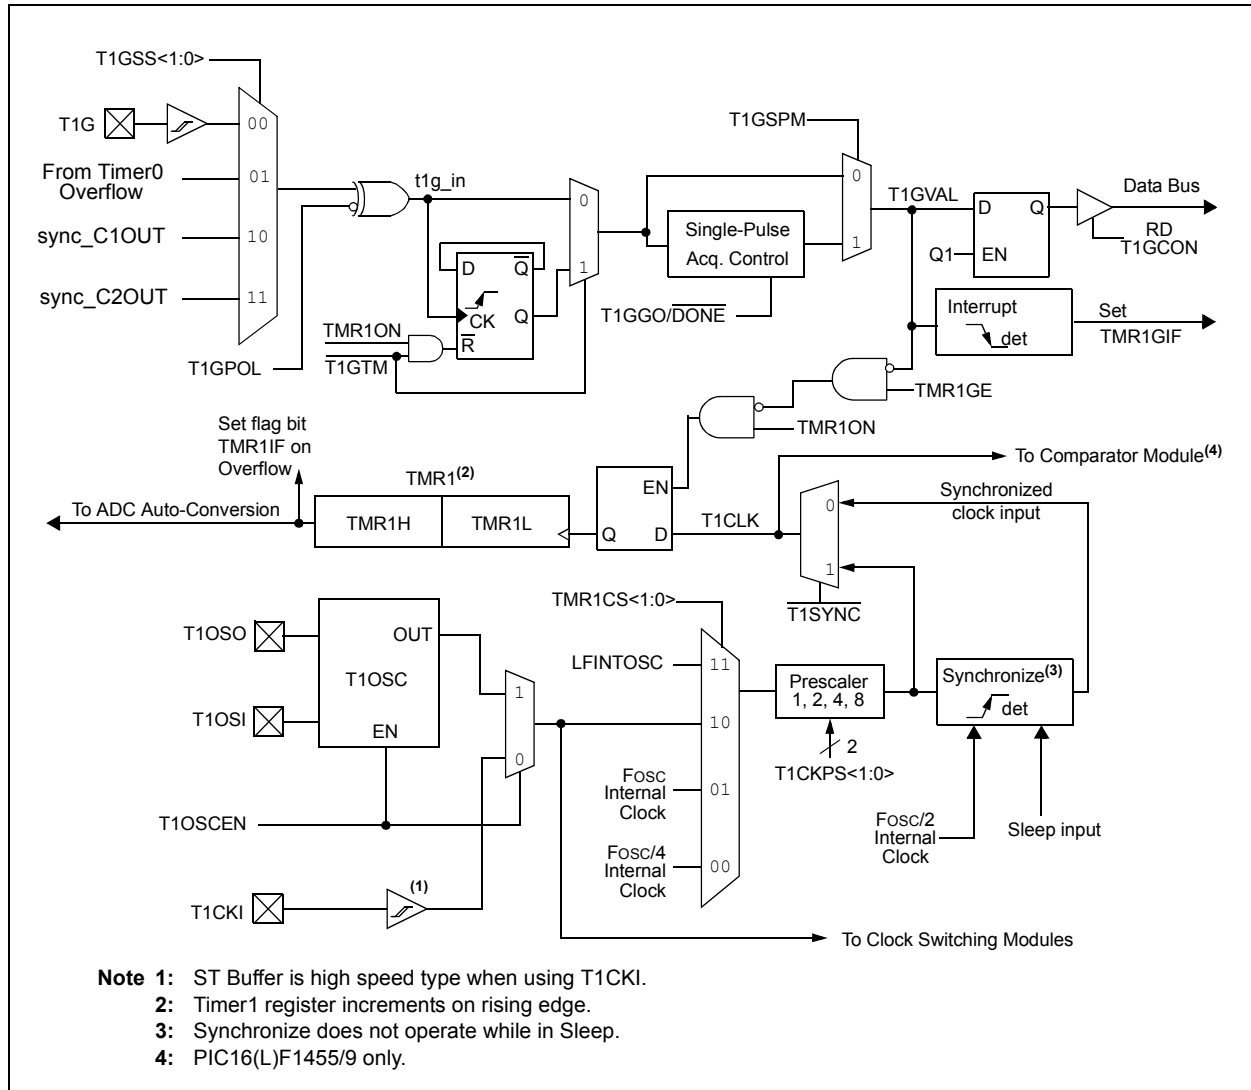 T1GSS<1:0>
T1G
00
From Timer0
Overflow
01
sync_C1OUT
10
sync_C2OUT
11
T1GPOL
t1g_in
D
Q
CK
Q
R
TMR1ON
T1GTM
0
1
Single-Pulse
Acq. Control
T1GGO/DONE
T1GSPM
0
1
T1GVAL
D
Q
Q1
EN
Data Bus
RD
T1GCON
Interrupt
det
Set
TMR1GIF
TMR1GE
TMR1ON
Set flag bit
TMR1IF on
Overflow
TMR1(2)
To ADC Auto-Conversion
TMR1H
TMR1L
EN
Q
D
T1CLK
To Comparator Module(4)
Synchronized
clock input
0
1
T1SYNC
TMR1CS<1:0>
T1OSO
OUT
T1OSC
T1OSI
EN
1
0
T1OSCEN
T1CKI
(1)
LFINTOSC
11
10
FOSC
Internal
Clock
01
FOSC/4
Internal
Clock
00
Prescaler
1, 2, 4, 8
2
T1CKPS<1:0>
Synchronize(3)
det
FOSC/2
Internal
Clock
Sleep input
To Clock Switching Modules
Note 1: ST Buffer is high speed type when using T1CKI.
2: Timer1 register increments on rising edge.
3: Synchronize does not operate while in Sleep.
4: PIC16(L)F1455/9 only.